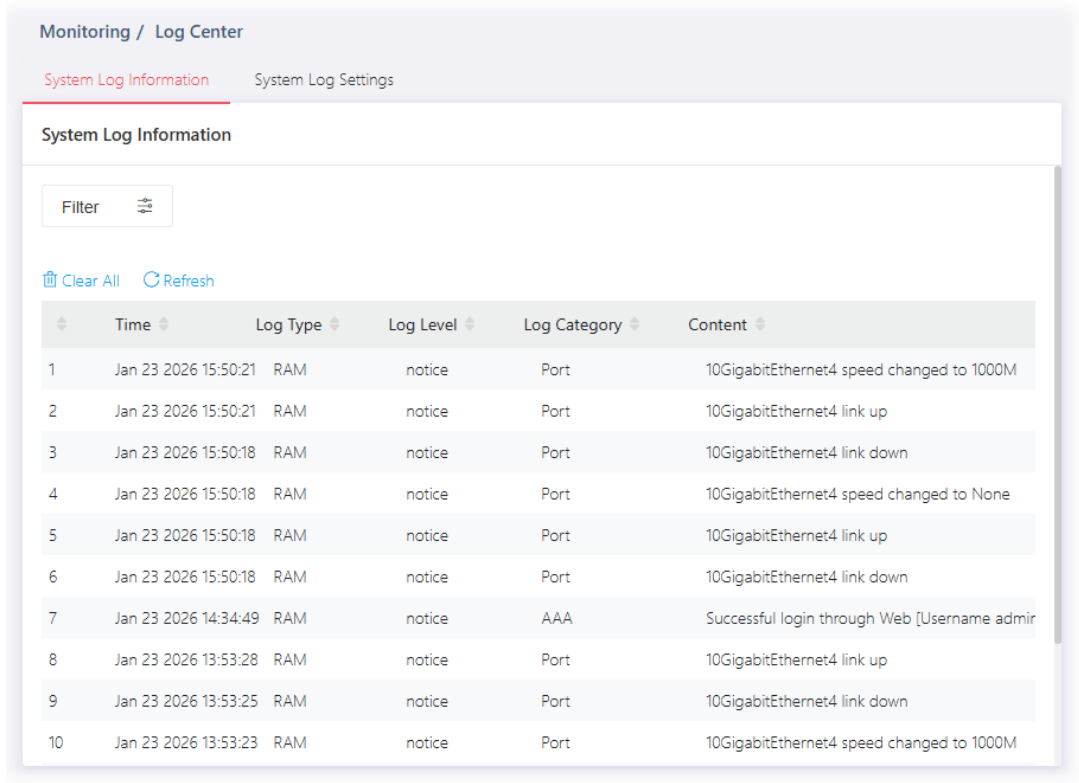 Monitoring / Log Center
System Log Information System Log Settings
System Log Information
Filter
Clear All Refresh
Time Log Type Log Level Log Category Content
1 Jan 23 2026 15:50:21 RAM notice Port 10GigabitEthernet4 speed changed to 1000M
2 Jan 23 2026 15:50:21 RAM notice Port 10GigabitEthernet4 link up
3 Jan 23 2026 15:50:18 RAM notice Port 10GigabitEthernet4 link down
4 Jan 23 2026 15:50:18 RAM notice Port 10GigabitEthernet4 speed changed to None
5 Jan 23 2026 15:50:18 RAM notice Port 10GigabitEthernet4 link up
6 Jan 23 2026 15:50:18 RAM notice Port 10GigabitEthernet4 link down
7 Jan 23 2026 14:34:49 RAM notice AAA Successful login through Web [Username admin
8 Jan 23 2026 13:53:28 RAM notice Port 10GigabitEthernet4 link up
9 Jan 23 2026 13:53:25 RAM notice Port 10GigabitEthernet4 link down
10 Jan 23 2026 13:53:23 RAM notice Port 10GigabitEthernet4 speed changed to 1000M